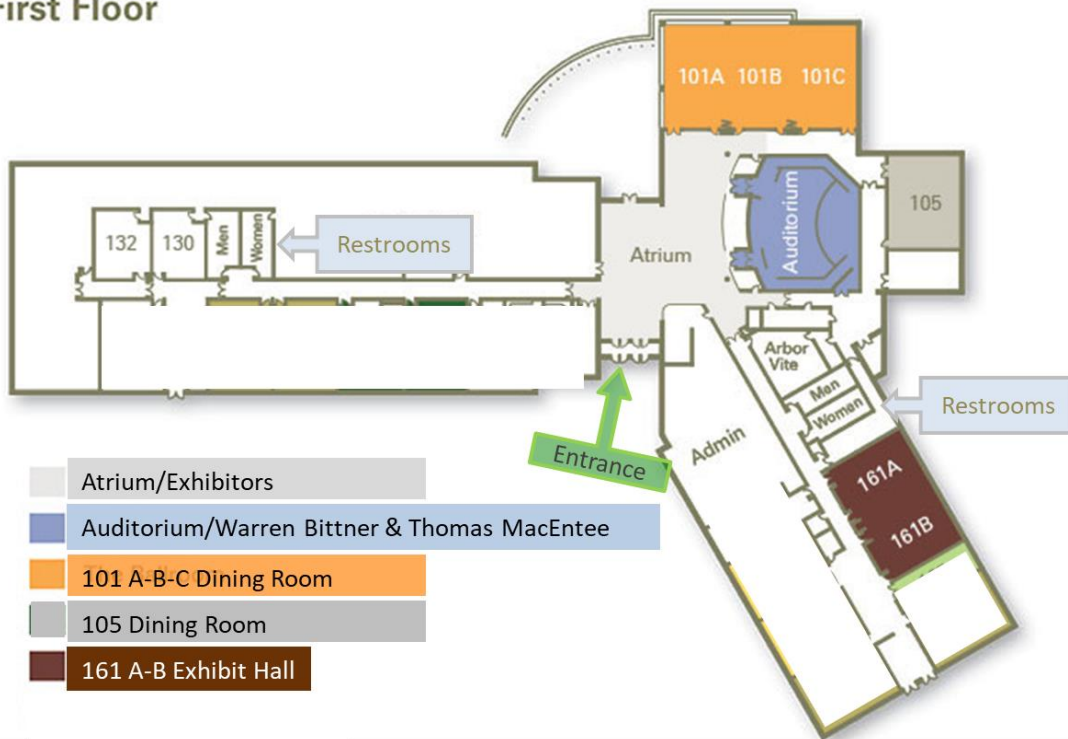 First Floor
101A 101B 101C
105
Auditorium
Atrium
132
130
Men
Women
Restrooms
Arbor
Vite
Men
Women
Restrooms
Admin
Entrance
161A
161B
Atrium/Exhibitors
Auditorium/Warren Bittner & Thomas MacEntee
101 A-B-C Dining Room
105 Dining Room
161 A-B Exhibit Hall